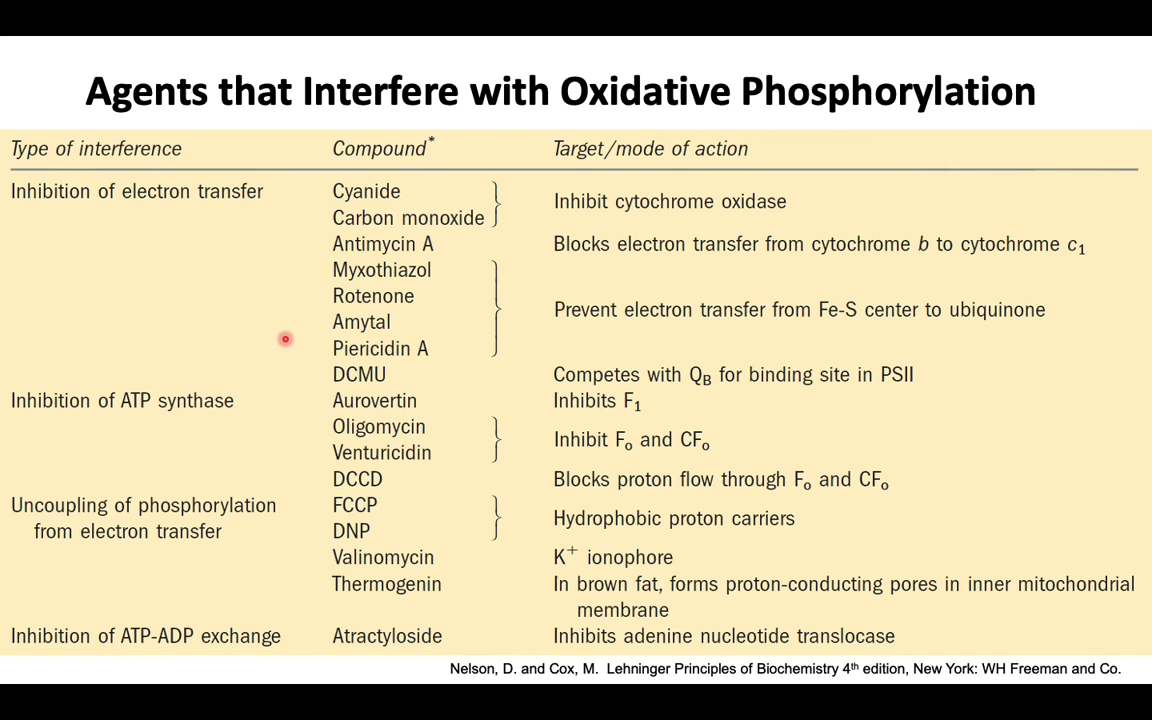 Agents that Interfere with Oxidative Phosphorylation
Type of interference Compound* Target/mode of action
Inhibition of electron transfer Cyanide
Carbon monoxide
Inhibit cytochrome oxidase
Antimycin A Blocks electron transfer from cytochrome b to cytochrome c₁
Myxothiazol
Rotenone
Amytal
Piericidin A
Prevent electron transfer from Fe-S center to ubiquinone
DCMU Competes with Q_B for binding site in PSII
Inhibition of ATP synthase Aurovertin Inhibits F₁
Oligomycin
Venturicidin
Inhibit Fₒ and CFₒ
DCCD Blocks proton flow through Fₒ and CFₒ
Uncoupling of phosphorylation
from electron transfer
FCCP
DNP
Hydrophobic proton carriers
Valinomycin K⁺ ionophore
Thermogenin In brown fat, forms proton-conducting pores in inner mitochondrial
membrane
Inhibition of ATP-ADP exchange Atractyloside Inhibits adenine nucleotide translocase
Nelson, D. and Cox, M. Lehninger Principles of Biochemistry 4th edition, New York: WH Freeman and Co.